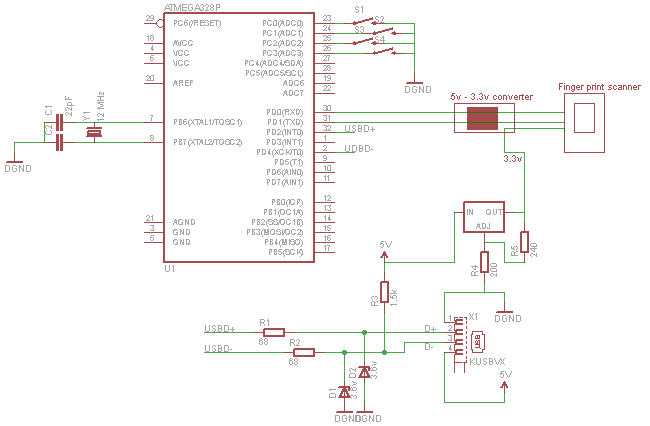 ATMEGA328P
29 PC6(/RESET) PC0(ADC0) 23
PC1(ADC1) 24
18 AVCC PC2(ADC2) 25
4 VCC PC3(ADC3) 26
6 VCC PC4(ADC4/SDA) 27
PC5(ADC5/SCL) 28
20 AREF ADC6 19
ADC7 22
PD0(RXD) 30
7 PB6(XTAL1/TOSC1) PD1(TXD) 31
PD2(INT0) 32
8 PB7(XTAL2/TOSC2) PD3(INT1) 1
PD4(XCK/T0) 2
PD5(T1) 9
PD6(AIN0) 10
PD7(AIN1) 11
PB0(ICP) 12
PB1(OC1A) 13
21 AGND PB2(SS/OC1B) 14
3 GND PB3(MOSI/OC2) 15
5 GND PB4(MISO) 16
PB5(SCK) 17
U1
S1
S2
S3
S4
DGND
C1
22pF
C2
Y1
12 MHz
DGND
USBD+
UDBD-
5v - 3.3v converter
Finger print scanner
3.3v
IN OUT
ADJ
R5
240
R4
200
DGND
5V
R3
1.5k
USBD+
R1
68
USBD-
R2
68
D1
3.6v
D2
3.6v
DGND
DGND
D+
D-
X1
1
2
3
4
USB
KUSBVX
5V